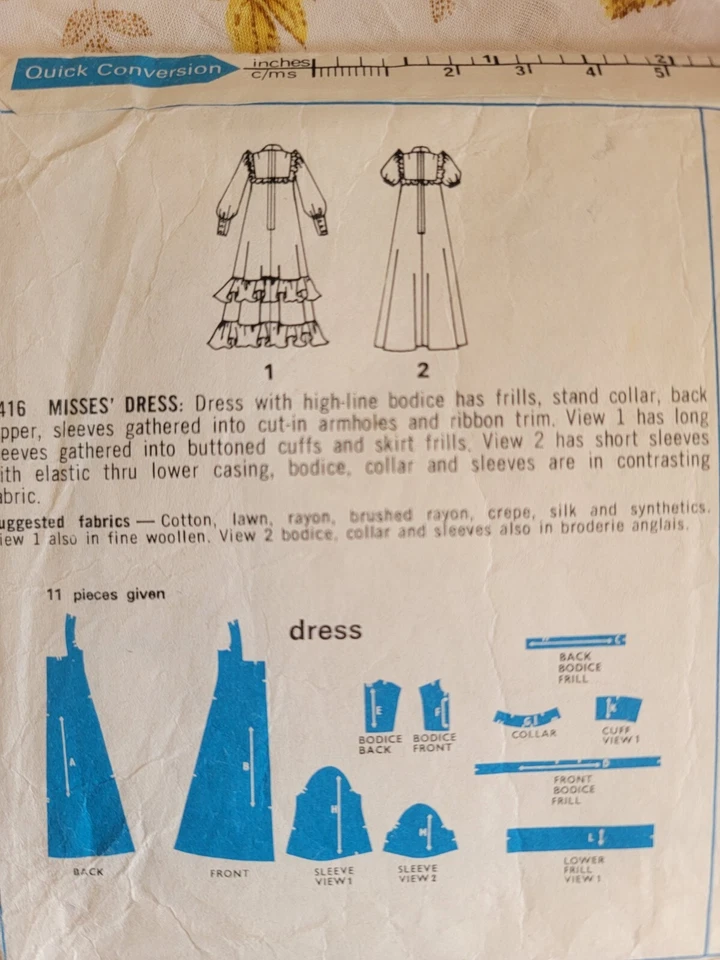 Quick Conversion
inches 1 2
c/ms 2 3 4 5
1 2
416 MISSES' DRESS: Dress with high-line bodice has frills, stand collar, back
pper, sleeves gathered into cut-in armholes and ribbon trim. View 1 has long
eeves gathered into buttoned cuffs and skirt frills. View 2 has short sleeves
ith elastic thru lower casing, bodice, collar and sleeves are in contrasting
abric.
uggested fabrics — Cotton, lawn, rayon, brushed rayon, crepe, silk and synthetics.
iew 1 also in fine woollen. View 2 bodice, collar and sleeves also in broderie anglais.
11 pieces given
dress
A
BACK
B
FRONT
E
BODICE
BACK
F
BODICE
FRONT
H
SLEEVE
VIEW 1
M
SLEEVE
VIEW 2
C
BACK
BODICE
FRILL
G
COLLAR
K
CUFF
VIEW 1
D
FRONT
BODICE
FRILL
L
LOWER
FRILL
VIEW 1